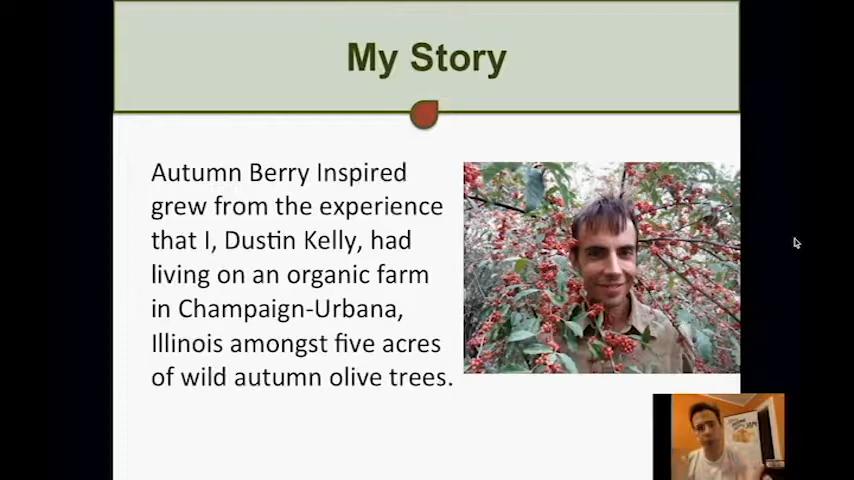 My Story
Autumn Berry Inspired
grew from the experience
that I, Dustin Kelly, had
living on an organic farm
in Champaign-Urbana,
Illinois amongst five acres
of wild autumn olive trees.